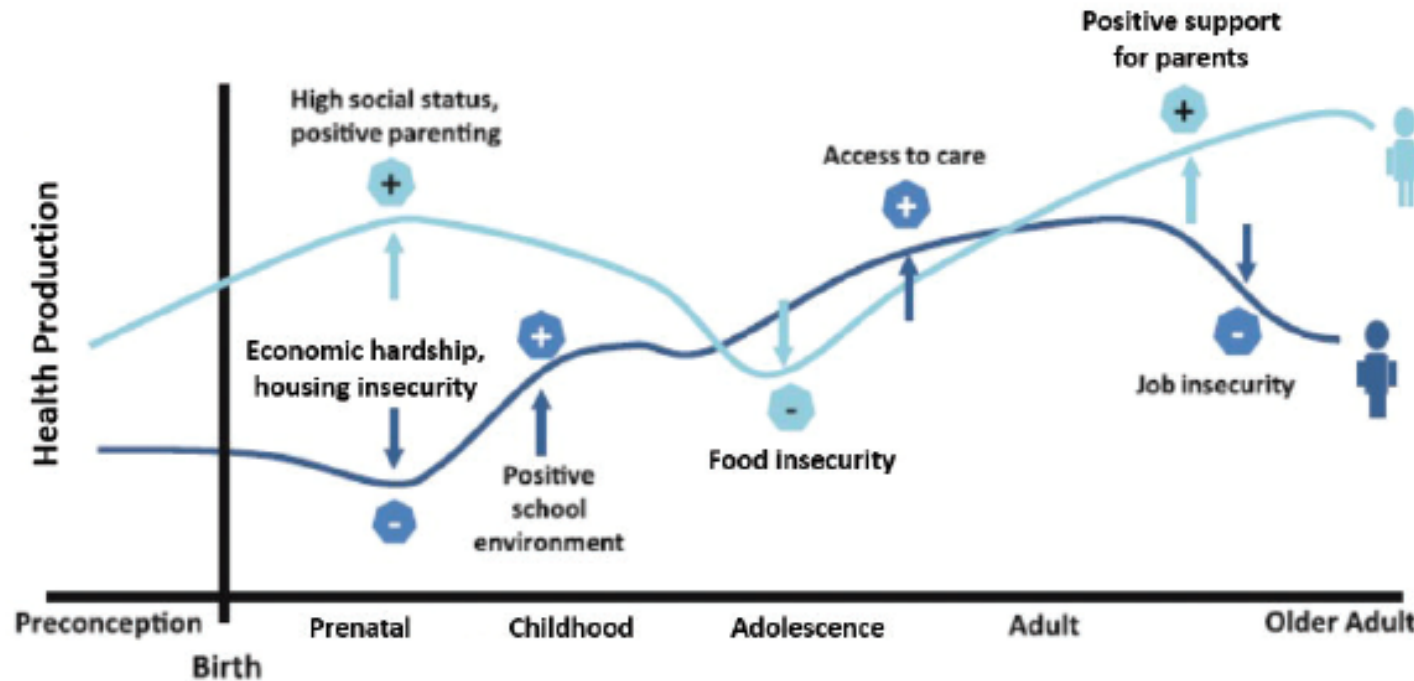 Positive support
for parents
+
High social status,
positive parenting
+
Access to care
+
Health Production
Economic hardship,
housing insecurity
+
-
Job insecurity
-
Food insecurity
Positive
school
environment
-
Preconception
Prenatal
Childhood
Adolescence
Adult
Older Adult
Birth